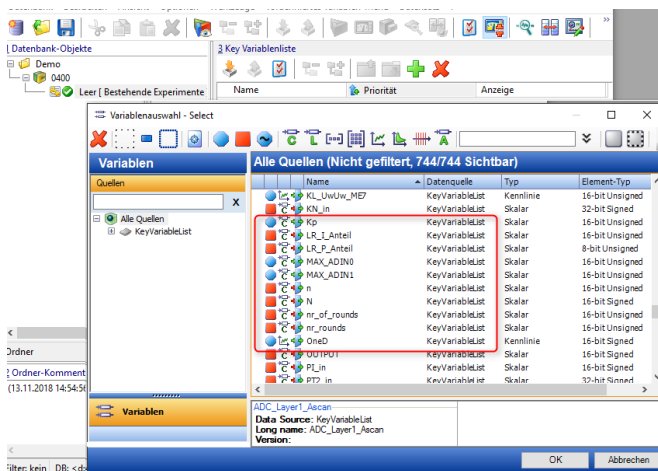 1 Datenbank-Objekte
3 Key Variablenliste
Demo
0400
Leer [ Bestehende Experimente
Name
Priorität
Anzeige
Variablenauswahl - Select
Variablen
Alle Quellen (Nicht gefiltert, 744/744 Sichtbar)
Quellen
X
Alle Quellen
KeyVariableList
Name Datenquelle Typ Element-Typ
KL_UwUw_ME7 KeyVariableList Kennlinie 16-bit Unsigned
KN_in KeyVariableList Skalar 32-bit Signed
Kp KeyVariableList Skalar 16-bit Unsigned
LR_I_Anteil KeyVariableList Skalar 16-bit Unsigned
LR_P_Anteil KeyVariableList Skalar 8-bit Unsigned
MAX_ADIN0 KeyVariableList Skalar 16-bit Unsigned
MAX_ADIN1 KeyVariableList Skalar 16-bit Unsigned
n KeyVariableList Skalar 16-bit Unsigned
N KeyVariableList Skalar 16-bit Signed
nr_of_rounds KeyVariableList Skalar 16-bit Unsigned
nr_rounds KeyVariableList Skalar 16-bit Unsigned
OneD KeyVariableList Kennlinie 16-bit Signed
OUTPUT KeyVariableList Skalar 16-bit Signed
PI_in KeyVariableList Skalar 16-bit Signed
PT2_in KeyVariableList Skalar 32-bit Signed
Ordner
2 Ordner-Komment
(13.11.2018 14:54:56
Variablen
ADC_Layer1_Ascan
Data Source: KeyVariableList
Long name: ADC_Layer1_Ascan
Version:
OK
Abbrechen
Filter: kein DB: <d: